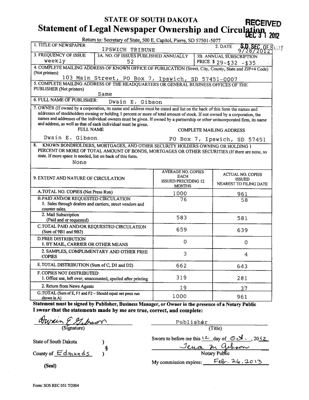 STATE OF SOUTH DAKOTA
Statement of Legal Newspaper Ownership and Circulation
RECEIVED
DEC 31 2012
Return to: Secretary of State, 500 E. Capitol, Pierre, SD 57501-5077
S.D. SEC. OF
1. TITLE OF NEWSPAPER
IPSWICH TRIBUNE
2. DATE
9/28/2012
3. FREQUENCY OF ISSUE
weekly
3A. NO. OF ISSUES PUBLISHED ANNUALLY
52
3B. ANNUAL SUBSCRIPTION
PRICE $ 29-$32 -$35
4. COMPLETE MAILING ADDRESS OF KNOWN OFFICE OF PUBLICATION (Street, City, County, State and ZIP+4 Code)
(Not printers)
103 Main Street, PO Box 7, Ipswich, SD 57451-0007
5. COMPLETE MAILING ADDRESS OF THE HEADQUARTERS OR GENERAL BUSINESS OFFICES OF THE
PUBLISHER (Not printers)
Same
6. FULL NAME OF PUBLISHER:
Dwain E. Gibson
7. OWNER (If owned by a corporation, its name and address must be stated and list on the back of this form the names and
addresses of stockholders owning or holding 1 percent or more of total amount of stock. If not owned by a corporation, the
names and addresses of the individual owners must be given. If owned by a partnership or other unincorporated firm, its name
and address, as well as that of each individual must be given.
FULL NAME
COMPLETE MAILING ADDRESS
Dwain E. Gibson
PO Box 7, Ipswich, SD 57451
8. KNOWN BONDHOLDERS, MORTGAGES, AND OTHER SECURITY HOLDERS OWNING OR HOLDING 1
PERCENT OR MORE OF TOTAL AMOUNT OF BONDS, MORTGAGES OR OTHER SECURITIES (If there are none, so
state. If more space is needed, list on back of this form.
None
9. EXTENT AND NATURE OF CIRCULATION
AVERAGE NO. COPIES
EACH
ISSUED PRECEDING 12
MONTHS
ACTUAL NO. COPIES
ISSUED
NEAREST TO FILING DATE
A. TOTAL NO. COPIES (Net Press Run)
1000
961
B. PAID AND/OR REQUESTED CIRCULATION
1. Sales through dealers and carriers, street vendors and
counter sales.
76
58
2. Mail Subscription
(Paid and or requested)
583
581
C. TOTAL PAID AND/OR REQUESTED CIRCULATION
(Sum of 9B1 and 9B2)
659
639
D. FREE DISTRIBUTION
1. BY MAIL, CARRIER OR OTHER MEANS
0
0
2. SAMPLES, COMPLIMENTARY AND OTHER FREE
COPIES
3
4
E. TOTAL DISTRIBUTION (Sum of C, D1 and D2)
662
643
F. COPIES NOT DISTRIBUTED
1. Office use, left over, unaccounted, spoiled after printing
319
281
2. Return from News Agents
19
37
G. TOTAL (Sum of E, F1 and F2 – Should equal net press run
shown in A)
1000
961
Statement must be signed by Publisher, Business Manager, or Owner in the presence of a Notary Public
I swear that the statements made by me are true, correct, and complete:
Dwain E. Gibson
(Signature)
Publisher
(Title)
State of South Dakota
County of Edmunds
(Seal)
Sworn to before me this 12 day of Oct., 2012
Tena M Gibson
Notary Public
My commission expires: Feb. 26, 2013
Form: SOS REC 051 7/2004